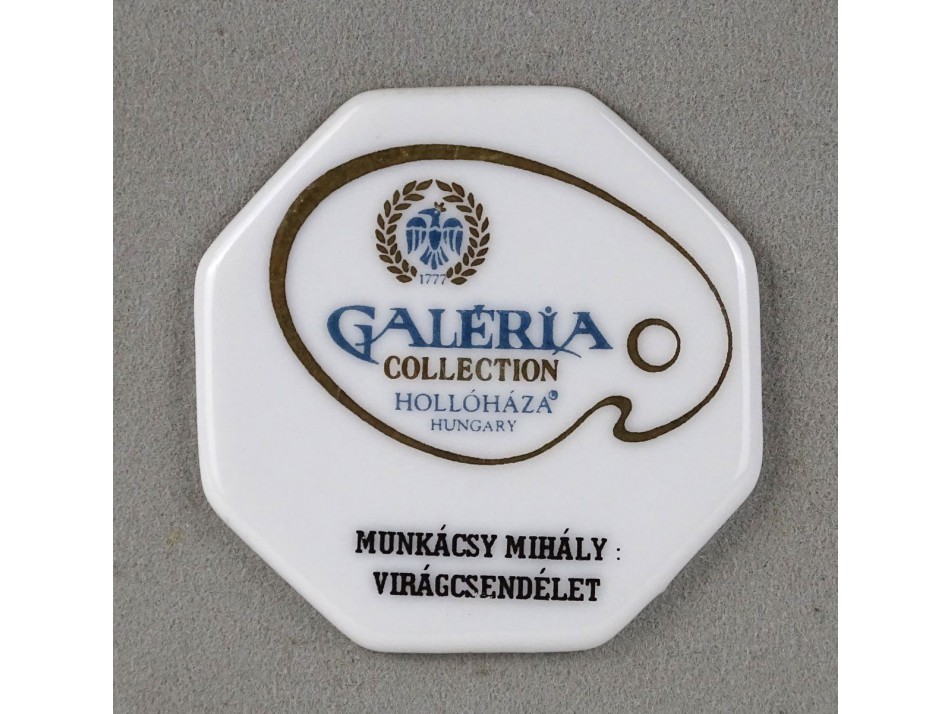 1777
GALÉRIA
COLLECTION
HOLLÓHÁZA®
HUNGARY
MUNKÁCSY MIHÁLY :
VIRÁGCSENDÉLET